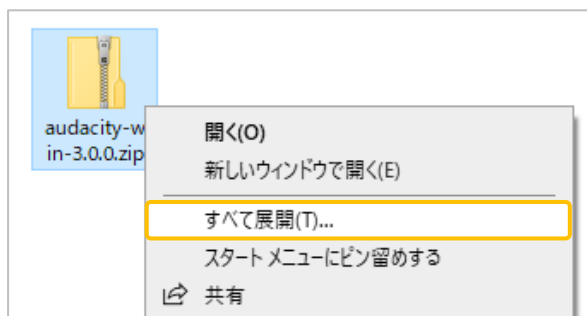 audacity-w
in-3.0.0.zip
開く(O)
新しいウィンドウで開く(E)
すべて展開(T)...
スタート メニューにピン留めする
共有